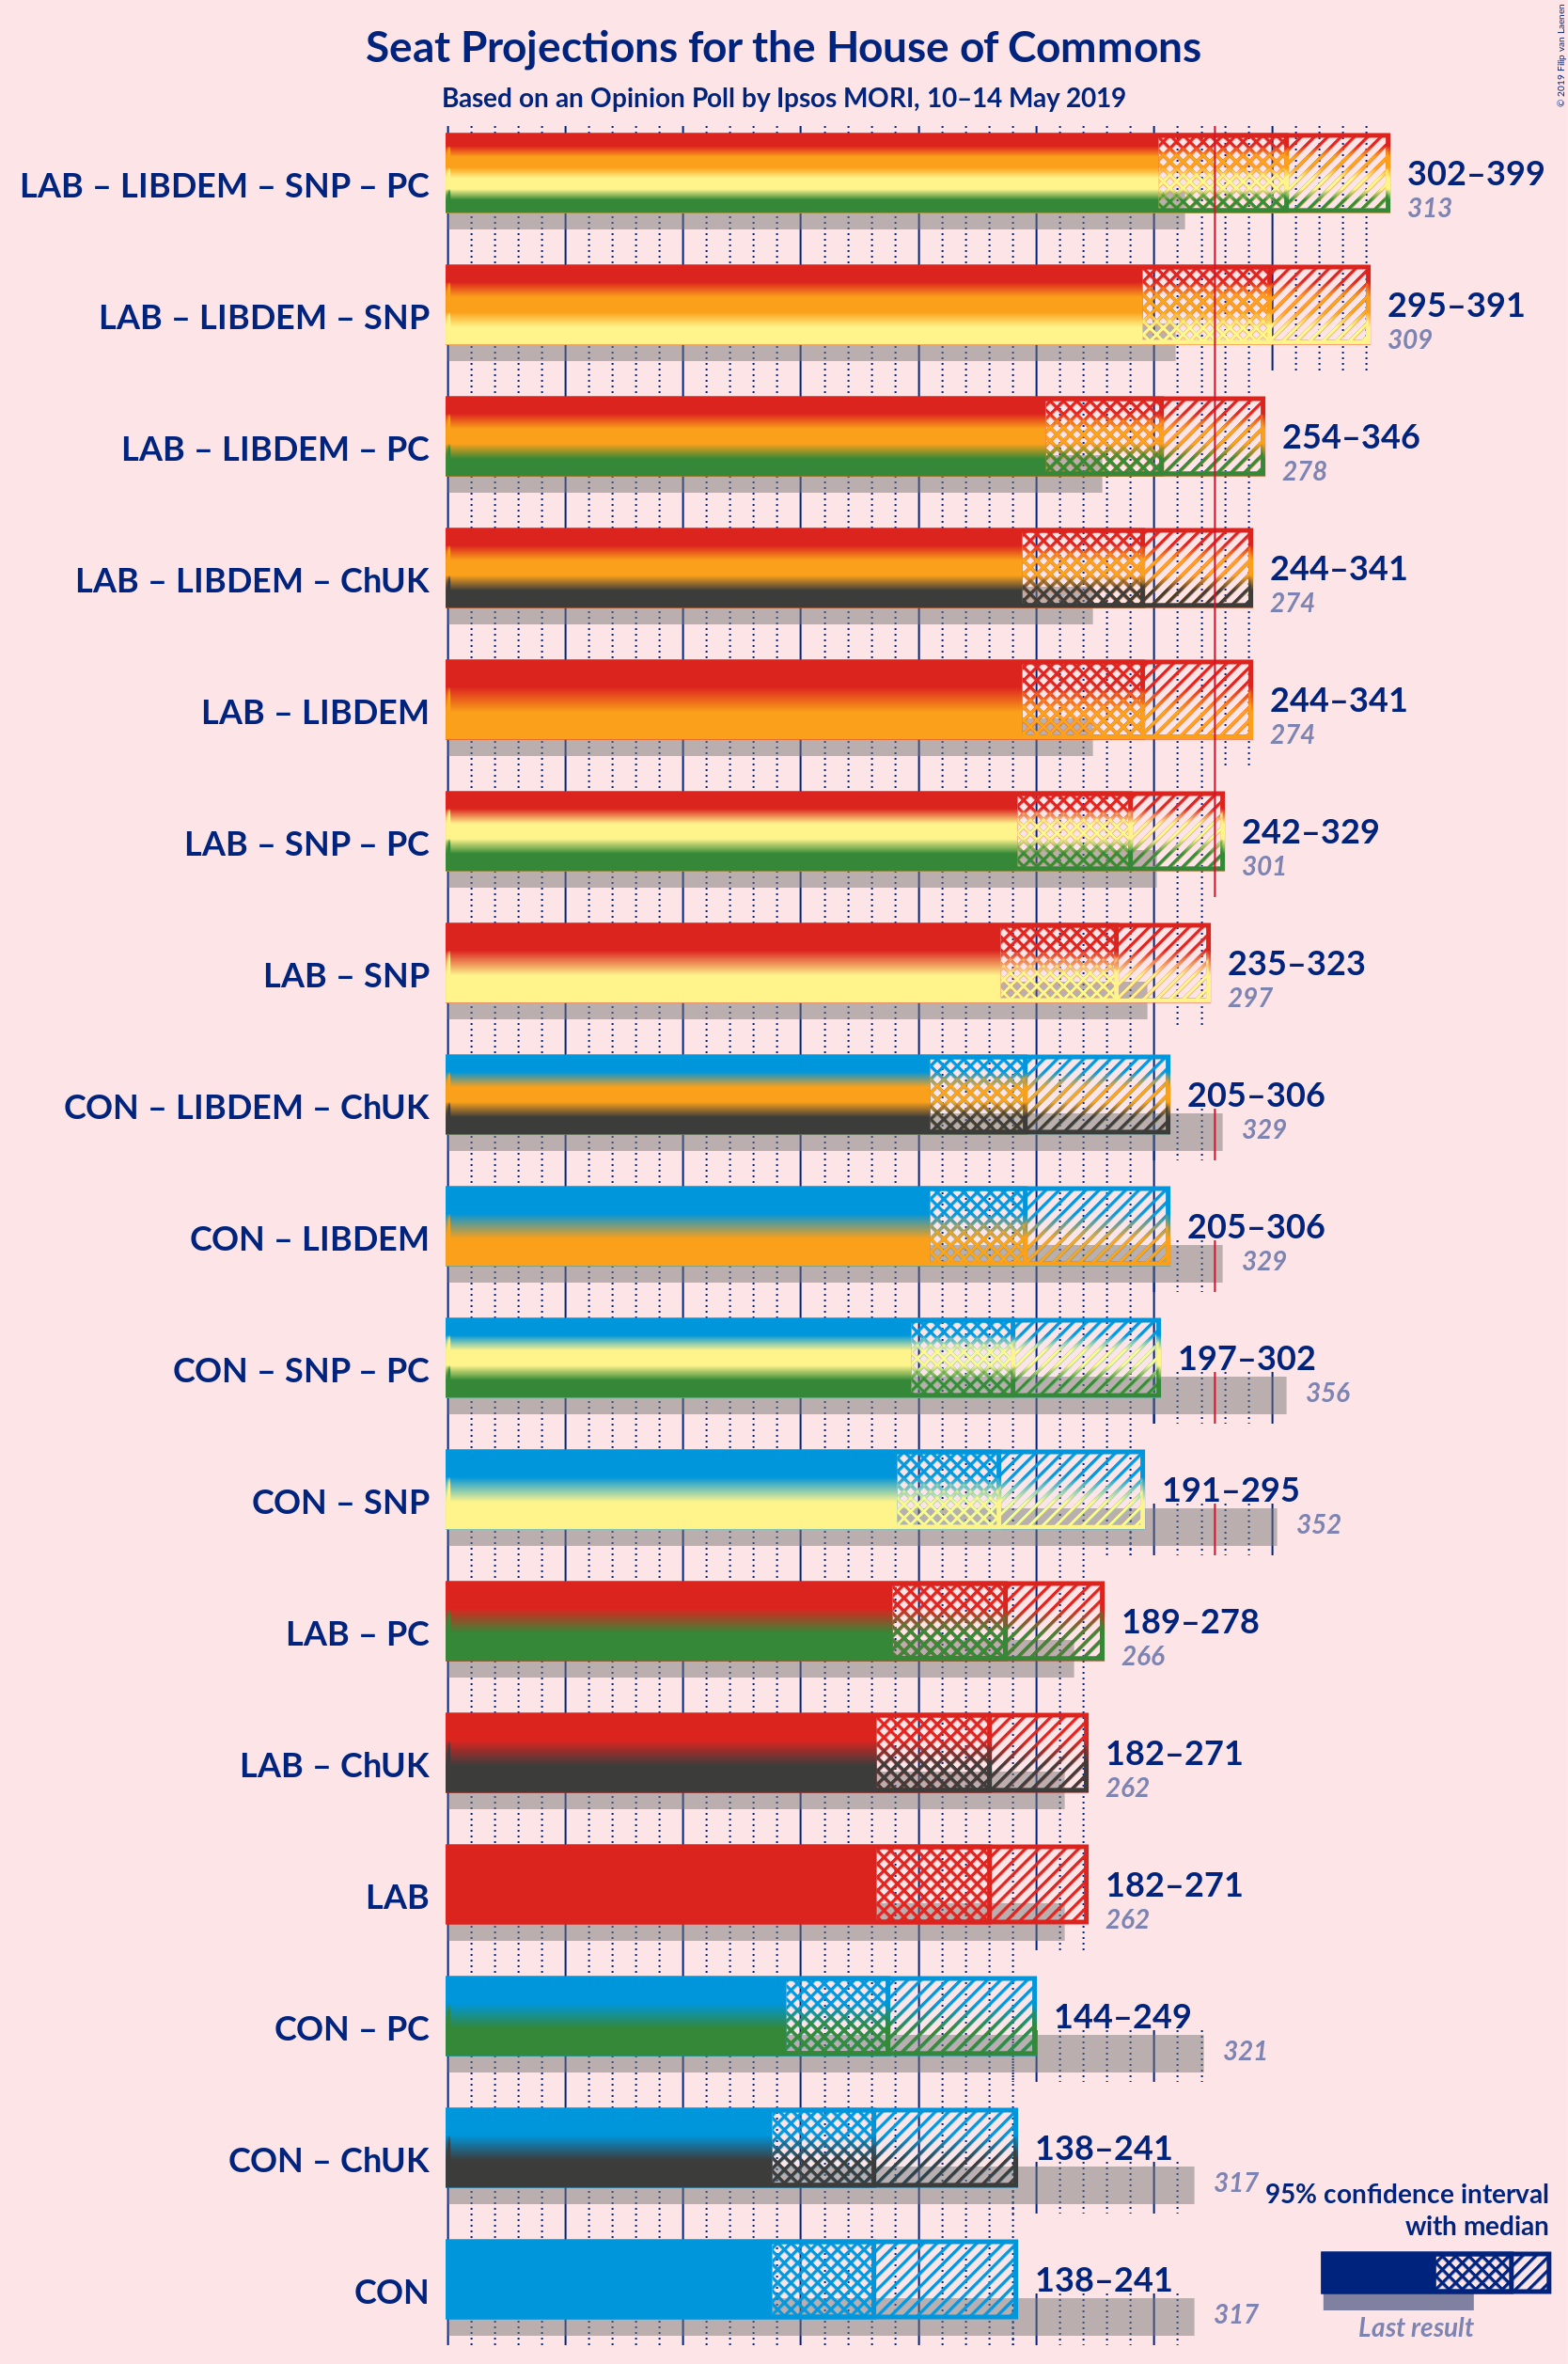 Seat Projections for the House of Commons
Based on an Opinion Poll by Ipsos MORI, 10–14 May 2019
© 2019 Filip van Laenen
LAB – LIBDEM – SNP – PC
302–399
313
LAB – LIBDEM – SNP
295–391
309
LAB – LIBDEM – PC
254–346
278
LAB – LIBDEM – ChUK
244–341
274
LAB – LIBDEM
244–341
274
LAB – SNP – PC
242–329
301
LAB – SNP
235–323
297
CON – LIBDEM – ChUK
205–306
329
CON – LIBDEM
205–306
329
CON – SNP – PC
197–302
356
CON – SNP
191–295
352
LAB – PC
189–278
266
LAB – ChUK
182–271
262
LAB
182–271
262
CON – PC
144–249
321
CON – ChUK
138–241
317
CON
138–241
317
95% confidence interval
with median
Last result